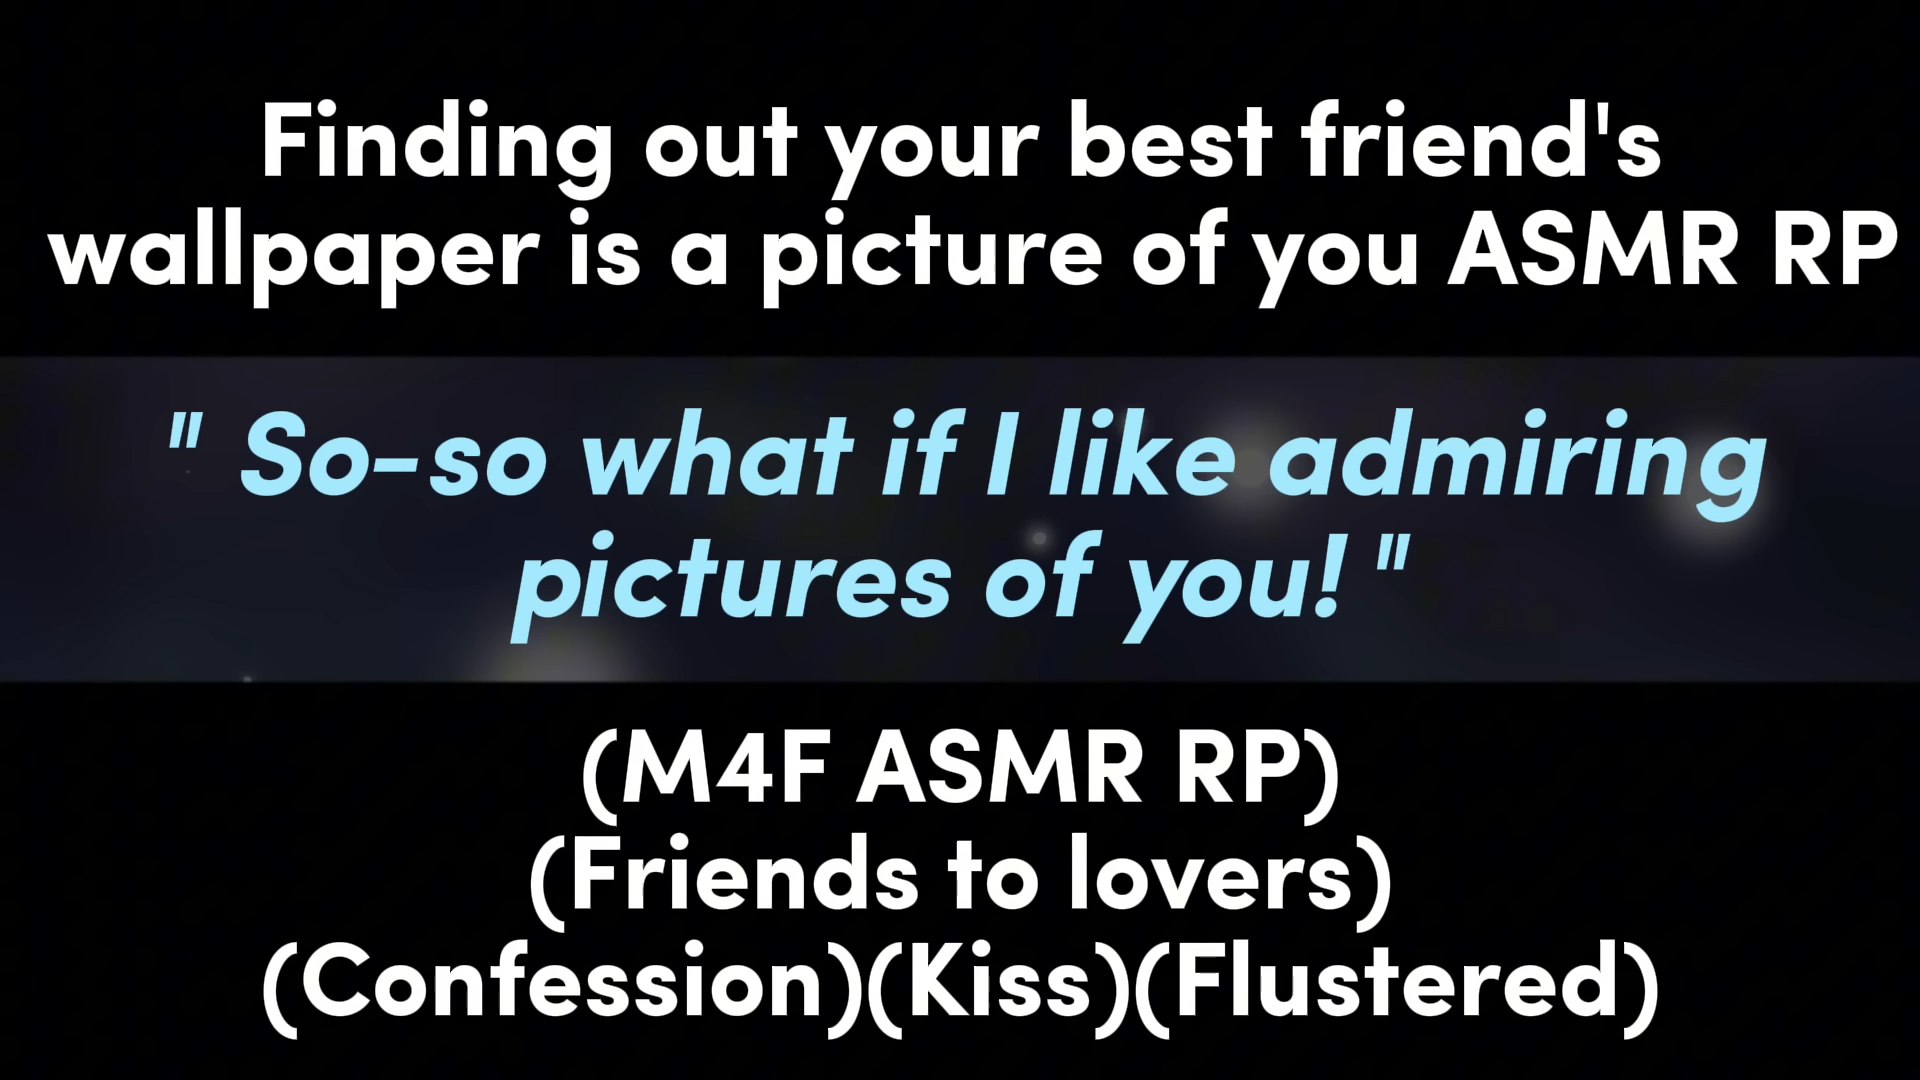 Finding out your best friend's
wallpaper is a picture of you ASMR RP
" So-so what if I like admiring
pictures of you! "
(M4F ASMR RP)
(Friends to lovers)
(Confession)(Kiss)(Flustered)